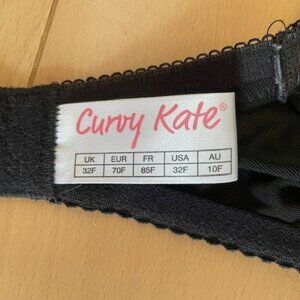 Curvy Kate®
UK EUR FR USA AU
32F 70F 85F 32F 10F